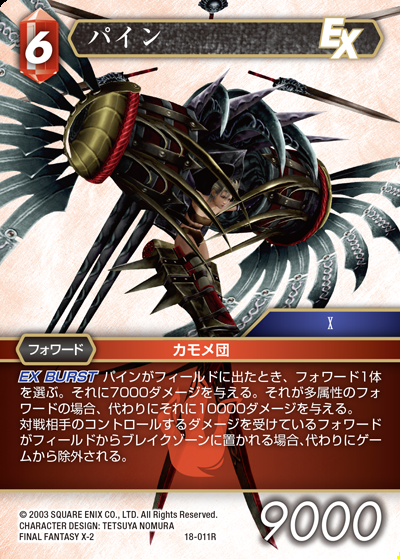 6
パイン
EX
X
フォワード
カモメ団
EX BURST パインがフィールドに出たとき、フォワード1体
を選ぶ。それに7000ダメージを与える。それが多属性のフォ
ワードの場合、代わりにそれに10000ダメージを与える。
対戦相手のコントロールするダメージを受けているフォワード
がフィールドからブレイクゾーンに置かれる場合、代わりにゲー
ムから除外される。
© 2003 SQUARE ENIX CO., LTD. All Rights Reserved.
CHARACTER DESIGN: TETSUYA NOMURA
FINAL FANTASY X-2
18-011R
9000